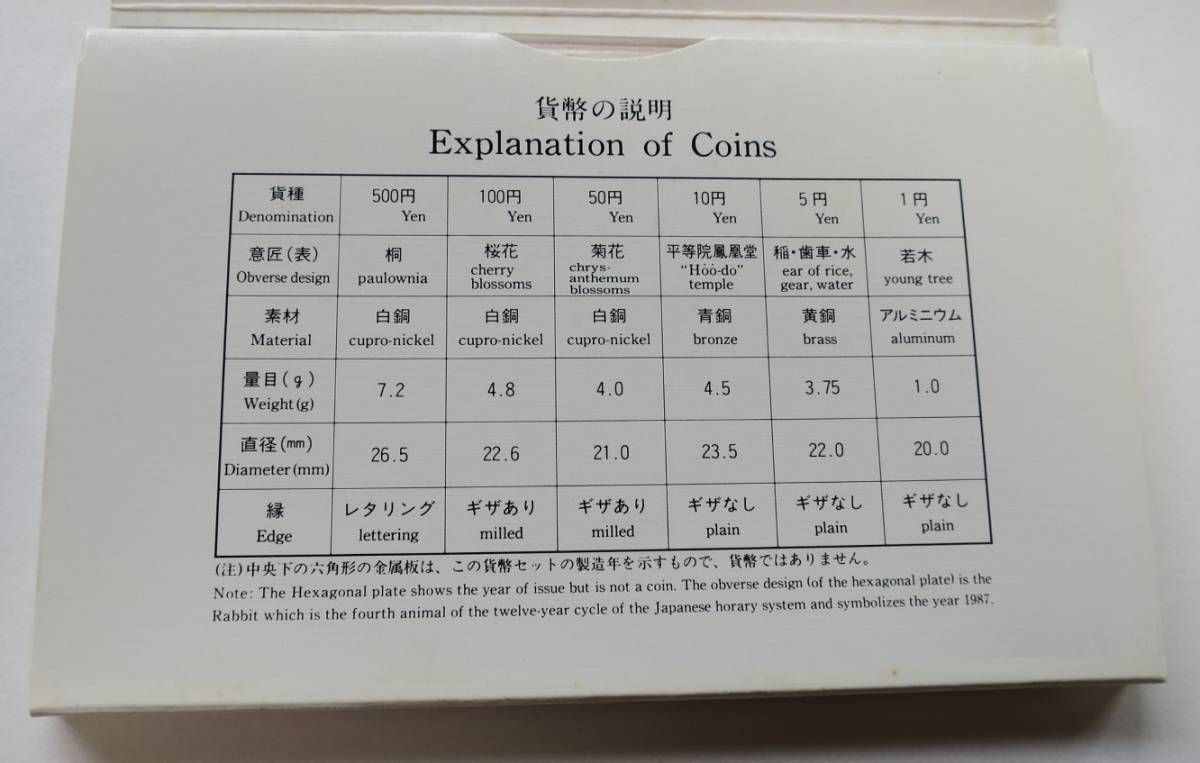 貨幣の説明
Explanation of Coins
貨種 500円 100円 50円 10円 5円 1円
Denomination Yen Yen Yen Yen Yen Yen
意匠(表) 桐 桜花 菊花 平等院鳳凰堂 稲・歯車・水 若木
Obverse design paulownia cherry blossoms chrys-anthemum blossoms "Hōō-do" temple ear of rice, gear, water young tree
素材 白銅 白銅 白銅 青銅 黄銅 アルミニウム
Material cupro-nickel cupro-nickel cupro-nickel bronze brass aluminum
量目(g) 7.2 4.8 4.0 4.5 3.75 1.0
Weight(g)
直径(㎜) 26.5 22.6 21.0 23.5 22.0 20.0
Diameter(mm)
縁 レタリング ギザあり ギザあり ギザなし ギザなし ギザなし
Edge lettering milled milled plain plain plain
(注)中央下の六角形の金属板は、この貨幣セットの製造年を示すもので、貨幣ではありません。
Note: The Hexagonal plate shows the year of issue but is not a coin. The obverse design (of the hexagonal plate) is the
Rabbit which is the fourth animal of the twelve-year cycle of the Japanese horary system and symbolizes the year 1987.